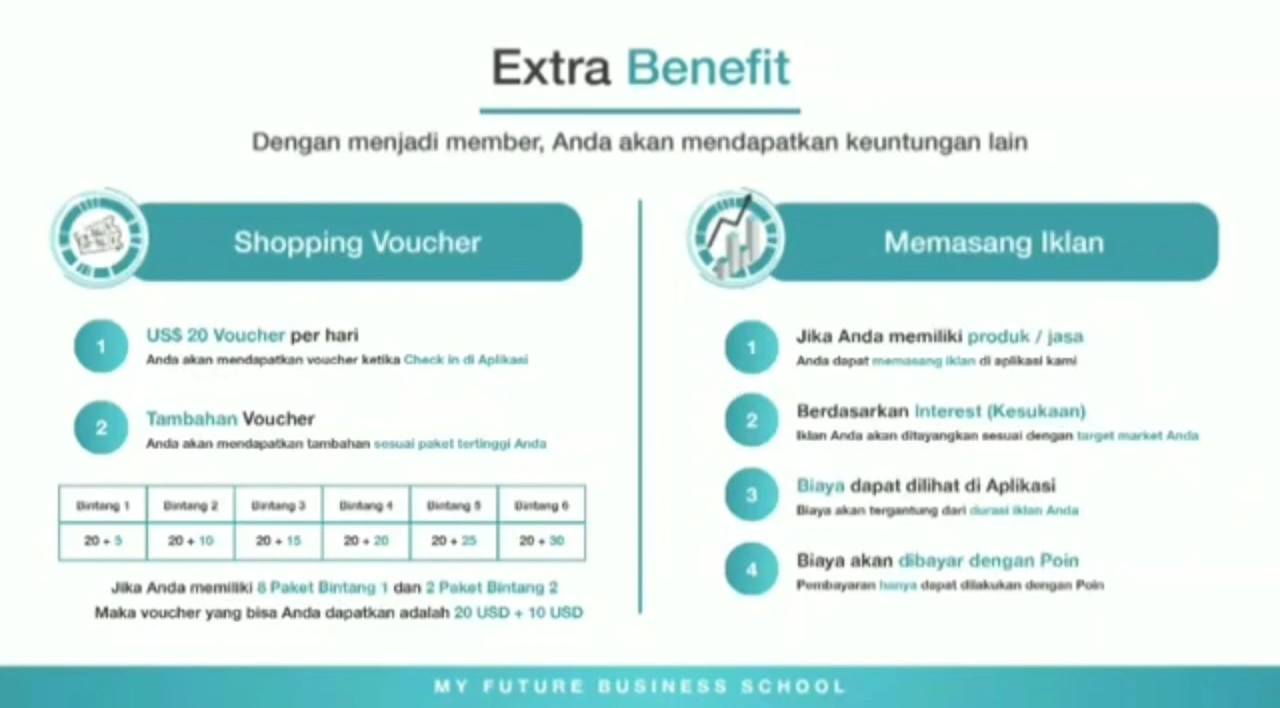 Extra Benefit
Dengan menjadi member, Anda akan mendapatkan keuntungan lain
Shopping Voucher
1
US$ 20 Voucher per hari
Anda akan mendapatkan voucher ketika Check in di Aplikasi
2
Tambahan Voucher
Anda akan mendapatkan tambahan sesuai paket tertinggi Anda
Bintang 1 Bintang 2 Bintang 3 Bintang 4 Bintang 5 Bintang 6
20 + 5 20 + 10 20 + 15 20 + 20 20 + 25 20 + 30
Jika Anda memiliki 8 Paket Bintang 1 dan 2 Paket Bintang 2
Maka voucher yang bisa Anda dapatkan adalah 20 USD + 10 USD
Memasang Iklan
1
Jika Anda memiliki produk / jasa
Anda dapat memasang iklan di aplikasi kami
2
Berdasarkan Interest (Kesukaan)
Iklan Anda akan ditayangkan sesuai dengan target market Anda
3
Biaya dapat dilihat di Aplikasi
Biaya akan tergantung dari durasi iklan Anda
4
Biaya akan dibayar dengan Poin
Pembayaran hanya dapat dilakukan dengan Poin
MY FUTURE BUSINESS SCHOOL